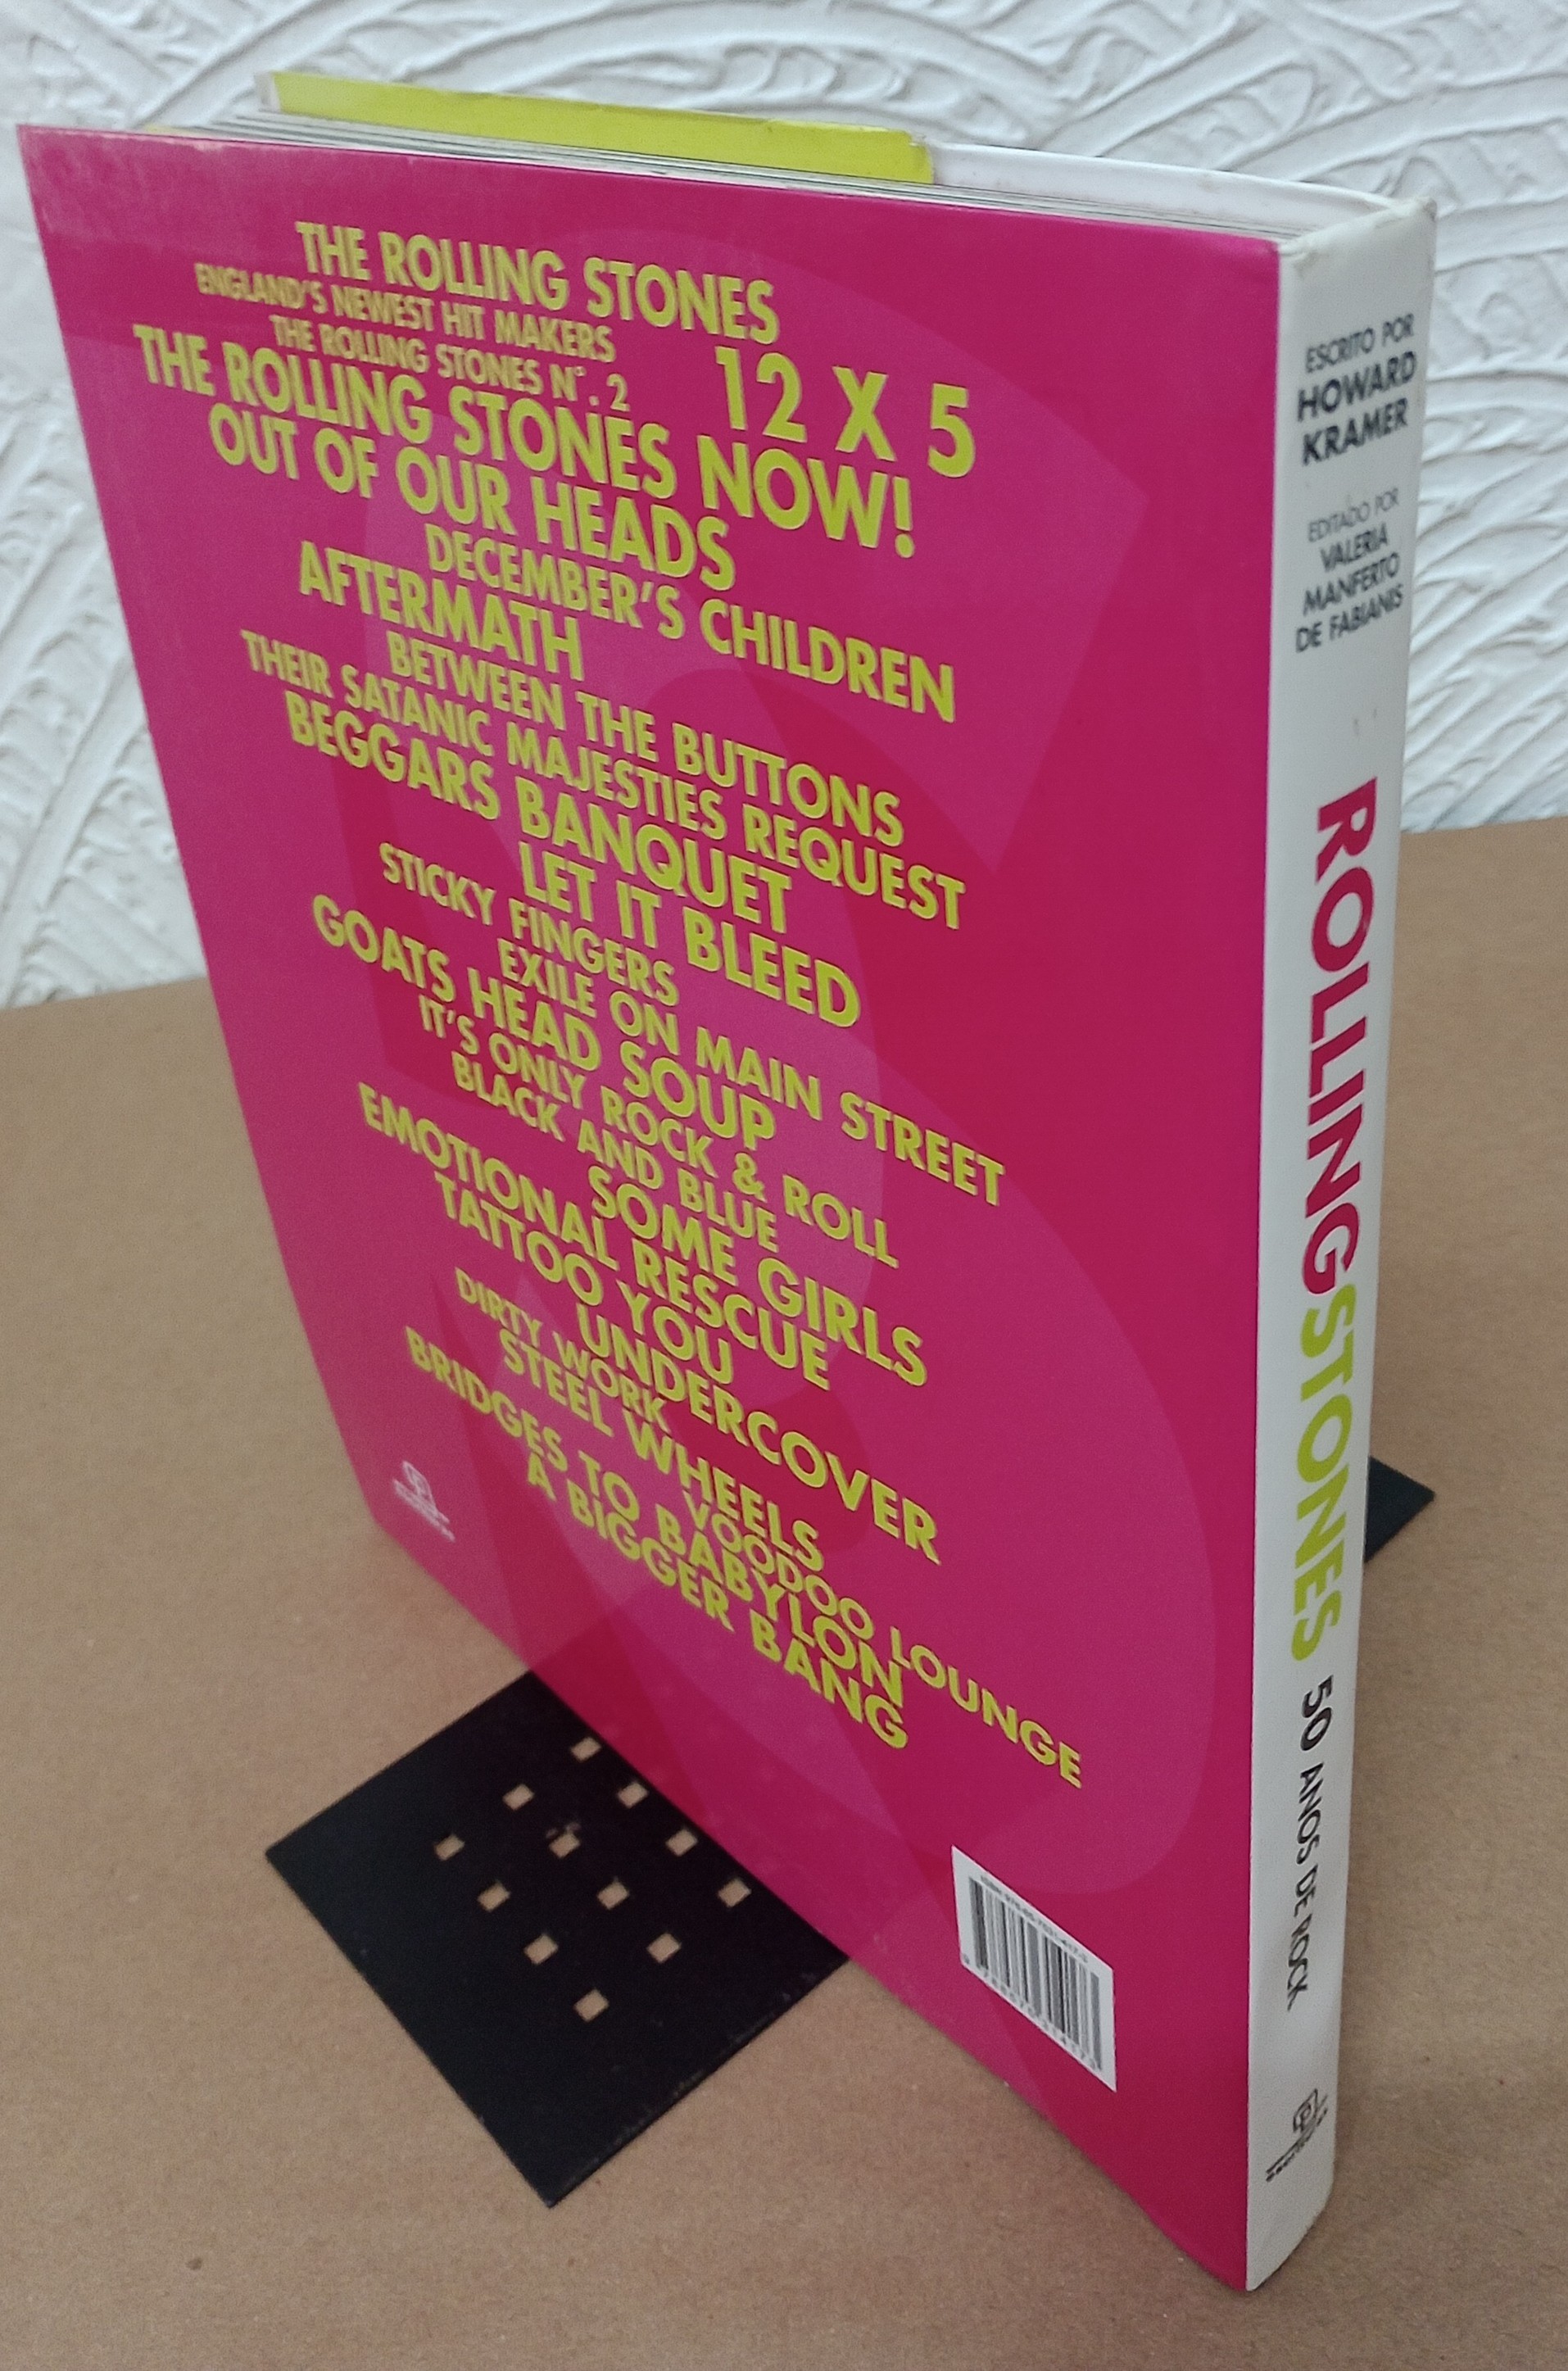 THE ROLLING STONES
ENGLAND'S NEWEST HIT MAKERS
THE ROLLING STONES Nº. 2
12 X 5
THE ROLLING STONES NOW!
OUT OF OUR HEADS
DECEMBER'S CHILDREN
AFTERMATH
BETWEEN THE BUTTONS
THEIR SATANIC MAJESTIES REQUEST
BEGGARS BANQUET
LET IT BLEED
STICKY FINGERS
EXILE ON MAIN STREET
GOATS HEAD SOUP
IT'S ONLY ROCK & ROLL
BLACK AND BLUE
SOME GIRLS
EMOTIONAL RESCUE
TATTOO YOU
UNDERCOVER
DIRTY WORK
STEEL WHEELS
VOODOO LOUNGE
BRIDGES TO BABYLON
A BIGGER BANG
ESCRITO POR
HOWARD
KRAMER
EDITADO POR
VALERIA
MANFERTO
DE FABIANIS
ROLLINGSTONES 50 ANOS DE ROCK